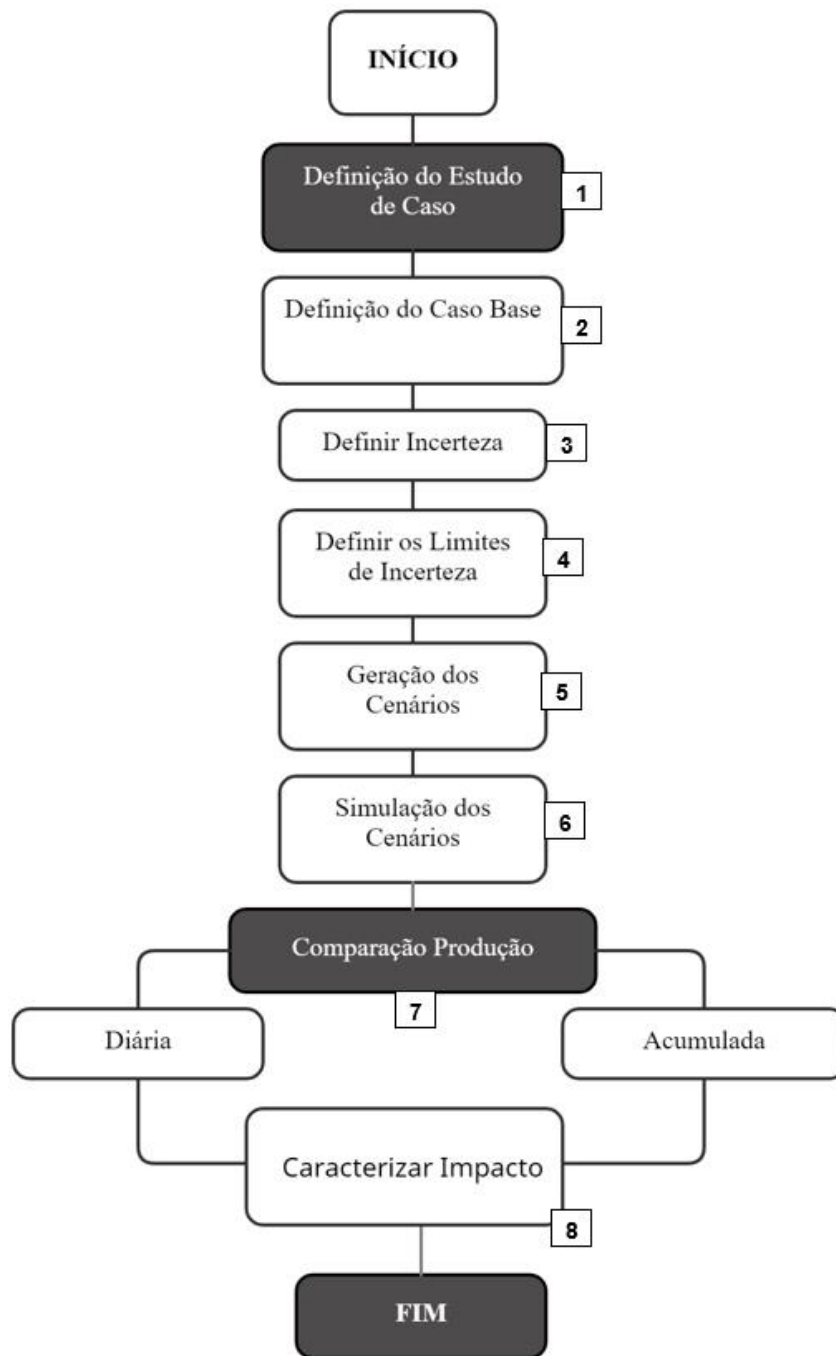 INÍCIO
Definição do Estudo
de Caso
1
Definição do Caso Base
2
Definir Incerteza
3
Definir os Limites
de Incerteza
4
Geração dos
Cenários
5
Simulação dos
Cenários
6
Comparação Produção
7
Diária
Acumulada
Caracterizar Impacto
8
FIM